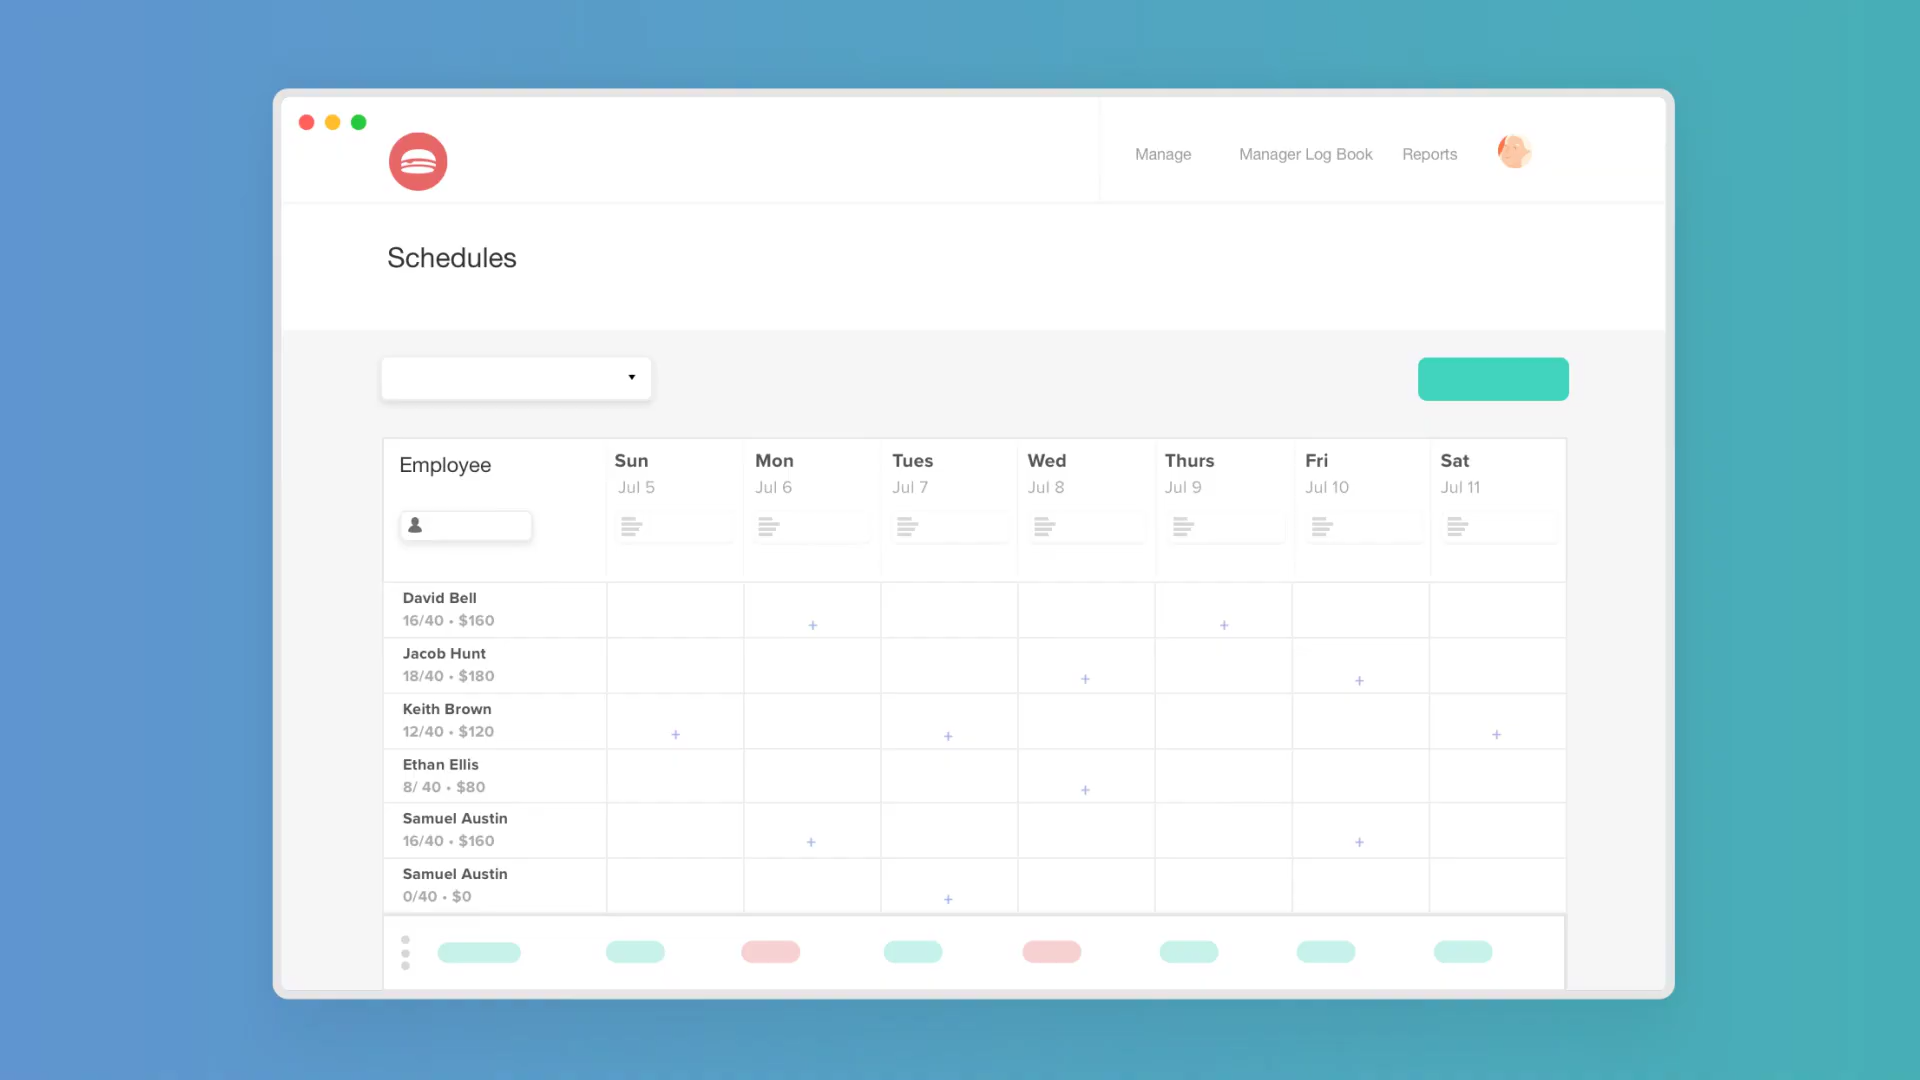 Manage Manager Log Book Reports
Schedules
Employee Sun Mon Tues Wed Thurs Fri Sat
Jul 5 Jul 6 Jul 7 Jul 8 Jul 9 Jul 10 Jul 11
David Bell
16/40 • $160
+ +
Jacob Hunt
18/40 • $180
+ +
Keith Brown
12/40 • $120
+ + +
Ethan Ellis
8/ 40 • $80
+
Samuel Austin
16/40 • $160
+ +
Samuel Austin
0/40 • $0
+